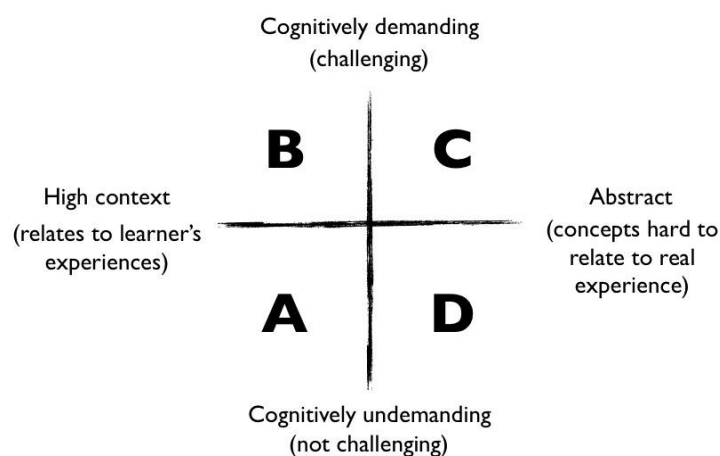 Cognitively demanding
(challenging)
B
C
High context
(relates to learner's
experiences)
Abstract
(concepts hard to
relate to real
experience)
A
D
Cognitively undemanding
(not challenging)